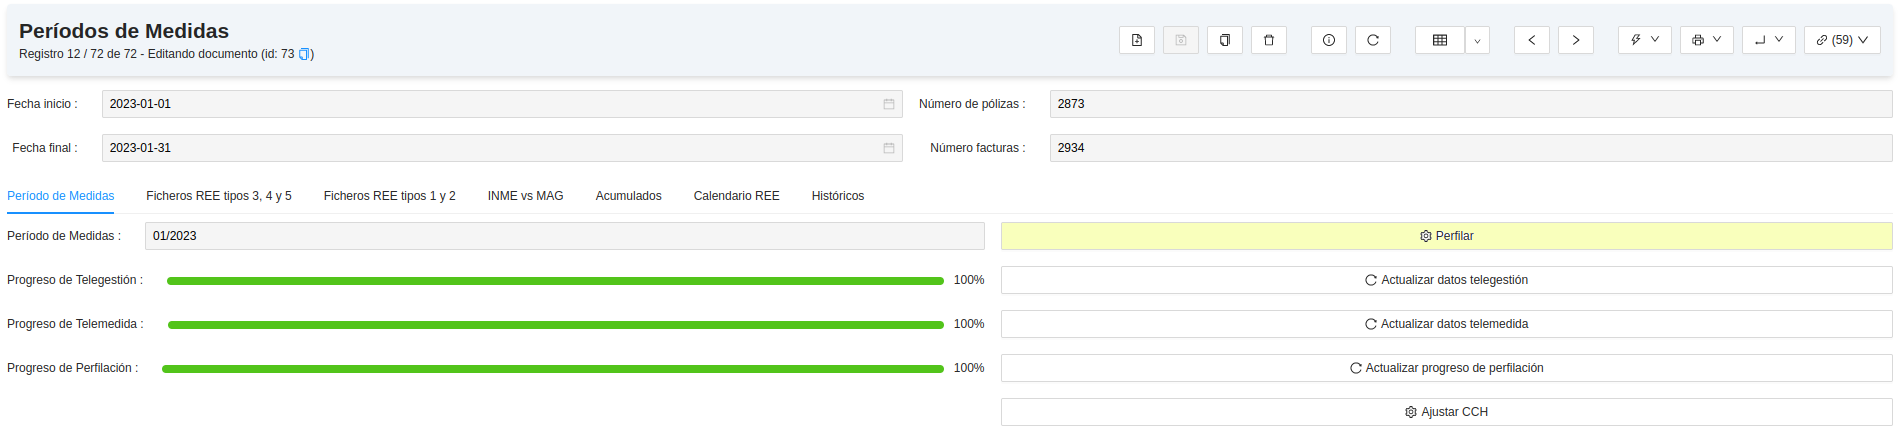 Períodos de Medidas
Registro 12 / 72 de 72 - Editando documento (id: 73 )
(59)
Fecha inicio : 2023-01-01 Número de pólizas : 2873
Fecha final : 2023-01-31 Número facturas : 2934
Período de Medidas Ficheros REE tipos 3, 4 y 5 Ficheros REE tipos 1 y 2 INME vs MAG Acumulados Calendario REE Históricos
Período de Medidas : 01/2023 Perfilar
Progreso de Telegestión : 100% Actualizar datos telegestión
Progreso de Telemedida : 100% Actualizar datos telemedida
Progreso de Perfilación : 100% Actualizar progreso de perfilación
Ajustar CCH